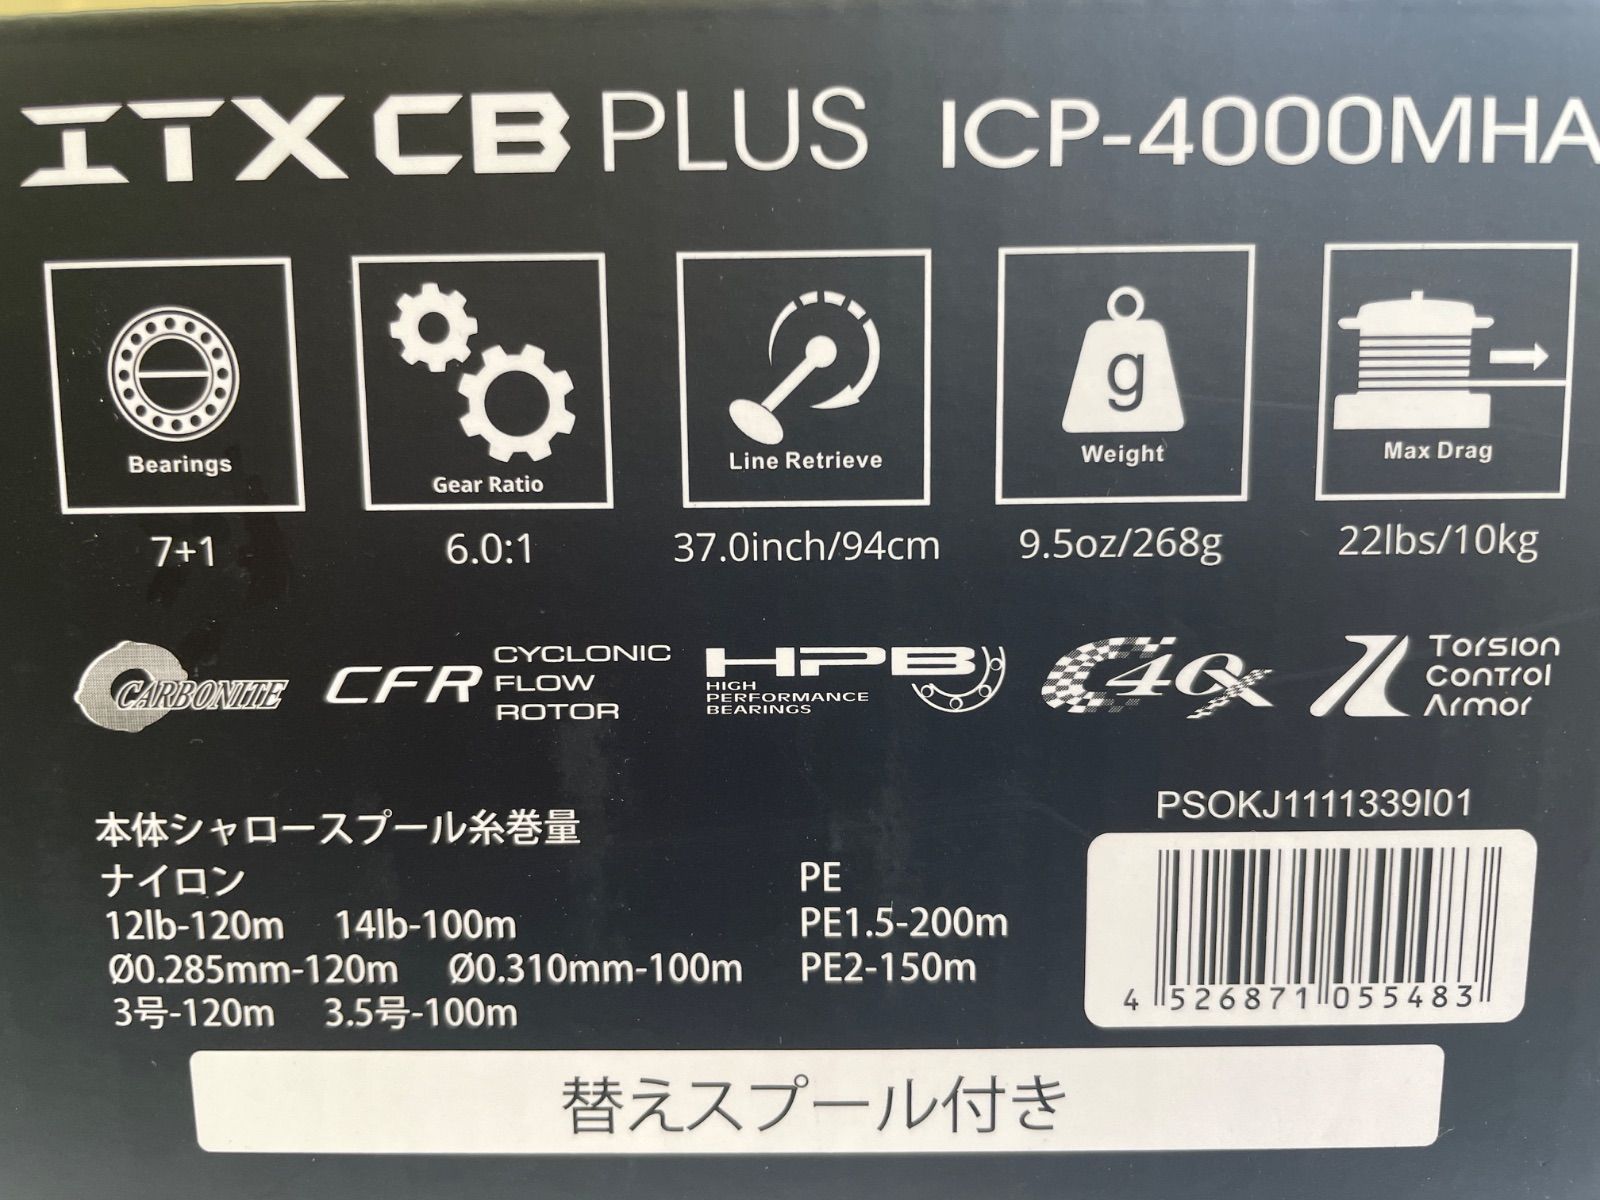 ITX CB PLUS ICP-4000MHA
Bearings
Gear Ratio
Line Retrieve
g
Weight
Max Drag
7+1
6.0:1
37.0inch/94cm
9.5oz/268g
22lbs/10kg
CARBONITE
CFR CYCLONIC FLOW ROTOR
HPB HIGH PERFORMANCE BEARINGS
C40X
Torsion Control Armor
PSOKJ1111339I01
本体シャロースプール糸巻量
ナイロン
12lb-120m 14lb-100m
Ø0.285mm-120m Ø0.310mm-100m
3号-120m 3.5号-100m
PE
PE1.5-200m
PE2-150m
4 526871 055483
替えスプール付き